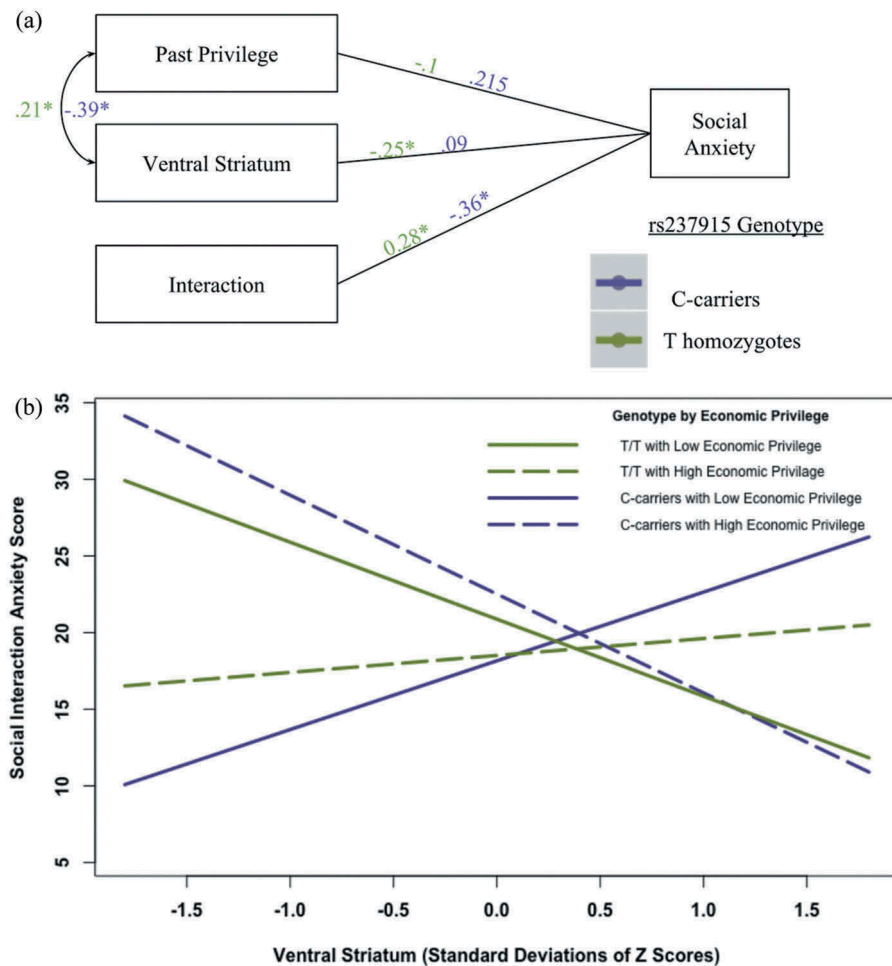 (a)
Past Privilege
-.1 .215
.21* -.39*
Social
Anxiety
Ventral Striatum
-.25* .09
-.36*
0.28*
rs237915 Genotype
Interaction
C-carriers
T homozygotes
(b)
Genotype by Economic Privilege
T/T with Low Economic Privilege
T/T with High Economic Privilage
C-carriers with Low Economic Privilege
C-carriers with High Economic Privilege
Social Interaction Anxiety Score
35
30
25
20
15
10
5
-1.5 -1.0 -0.5 0.0 0.5 1.0 1.5
Ventral Striatum (Standard Deviations of Z Scores)